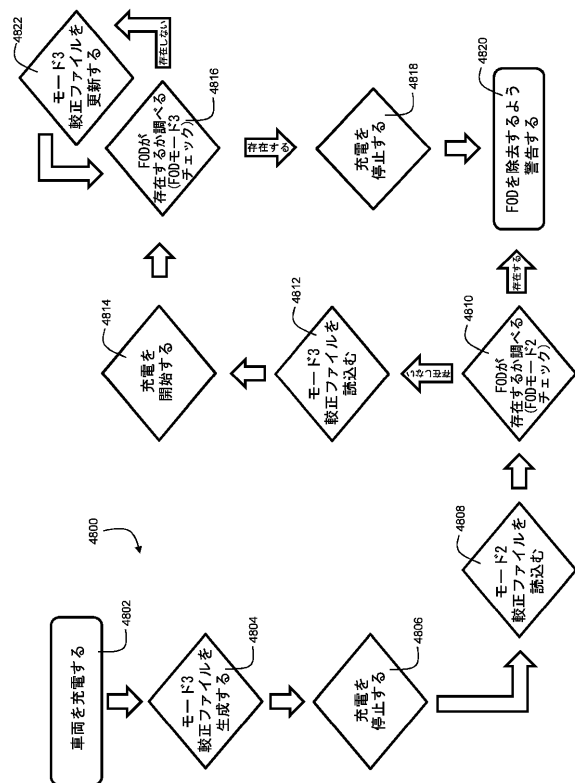 4800
車両を充電する
4802
モード3
較正ファイルを
生成する
4804
充電を
停止する
4806
モード2
較正ファイルを
読込む
4808
FODが
存在するか調べる
(FODモード2
チェック)
4810
存在しない
存在する
モード3
較正ファイルを
読込む
4812
充電を
開始する
4814
FODが
存在するか調べる
(FODモード3
チェック)
4816
存在しない
モード3
較正ファイルを
更新する
4822
存在する
充電を
停止する
4818
FODを除去するよう
警告する
4820